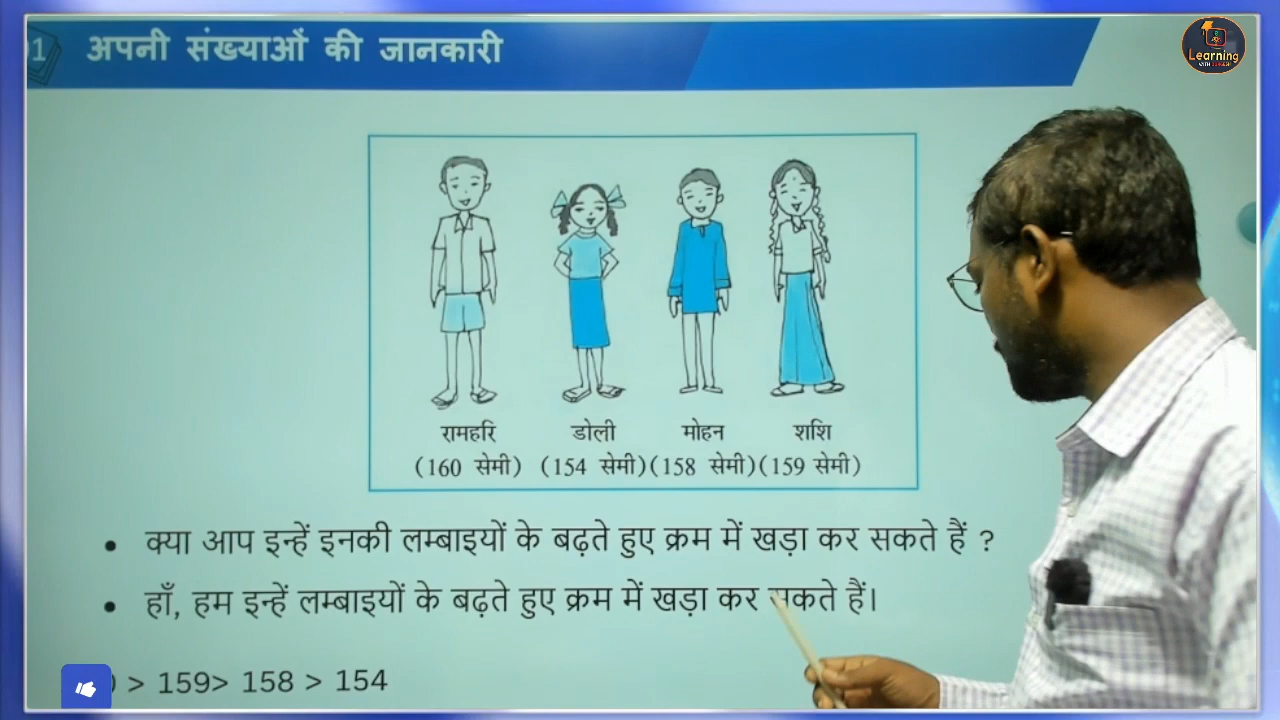 01 अपनी संख्याओं की जानकारी
Learning
रामहरि डोली मोहन शशि
(160 सेमी) (154 सेमी) (158 सेमी) (159 सेमी)
• क्या आप इन्हें इनकी लम्बाइयों के बढ़ते हुए क्रम में खड़ा कर सकते हैं ?
• हाँ, हम इन्हें लम्बाइयों के बढ़ते हुए क्रम में खड़ा कर सकते हैं।
> 159> 158 > 154